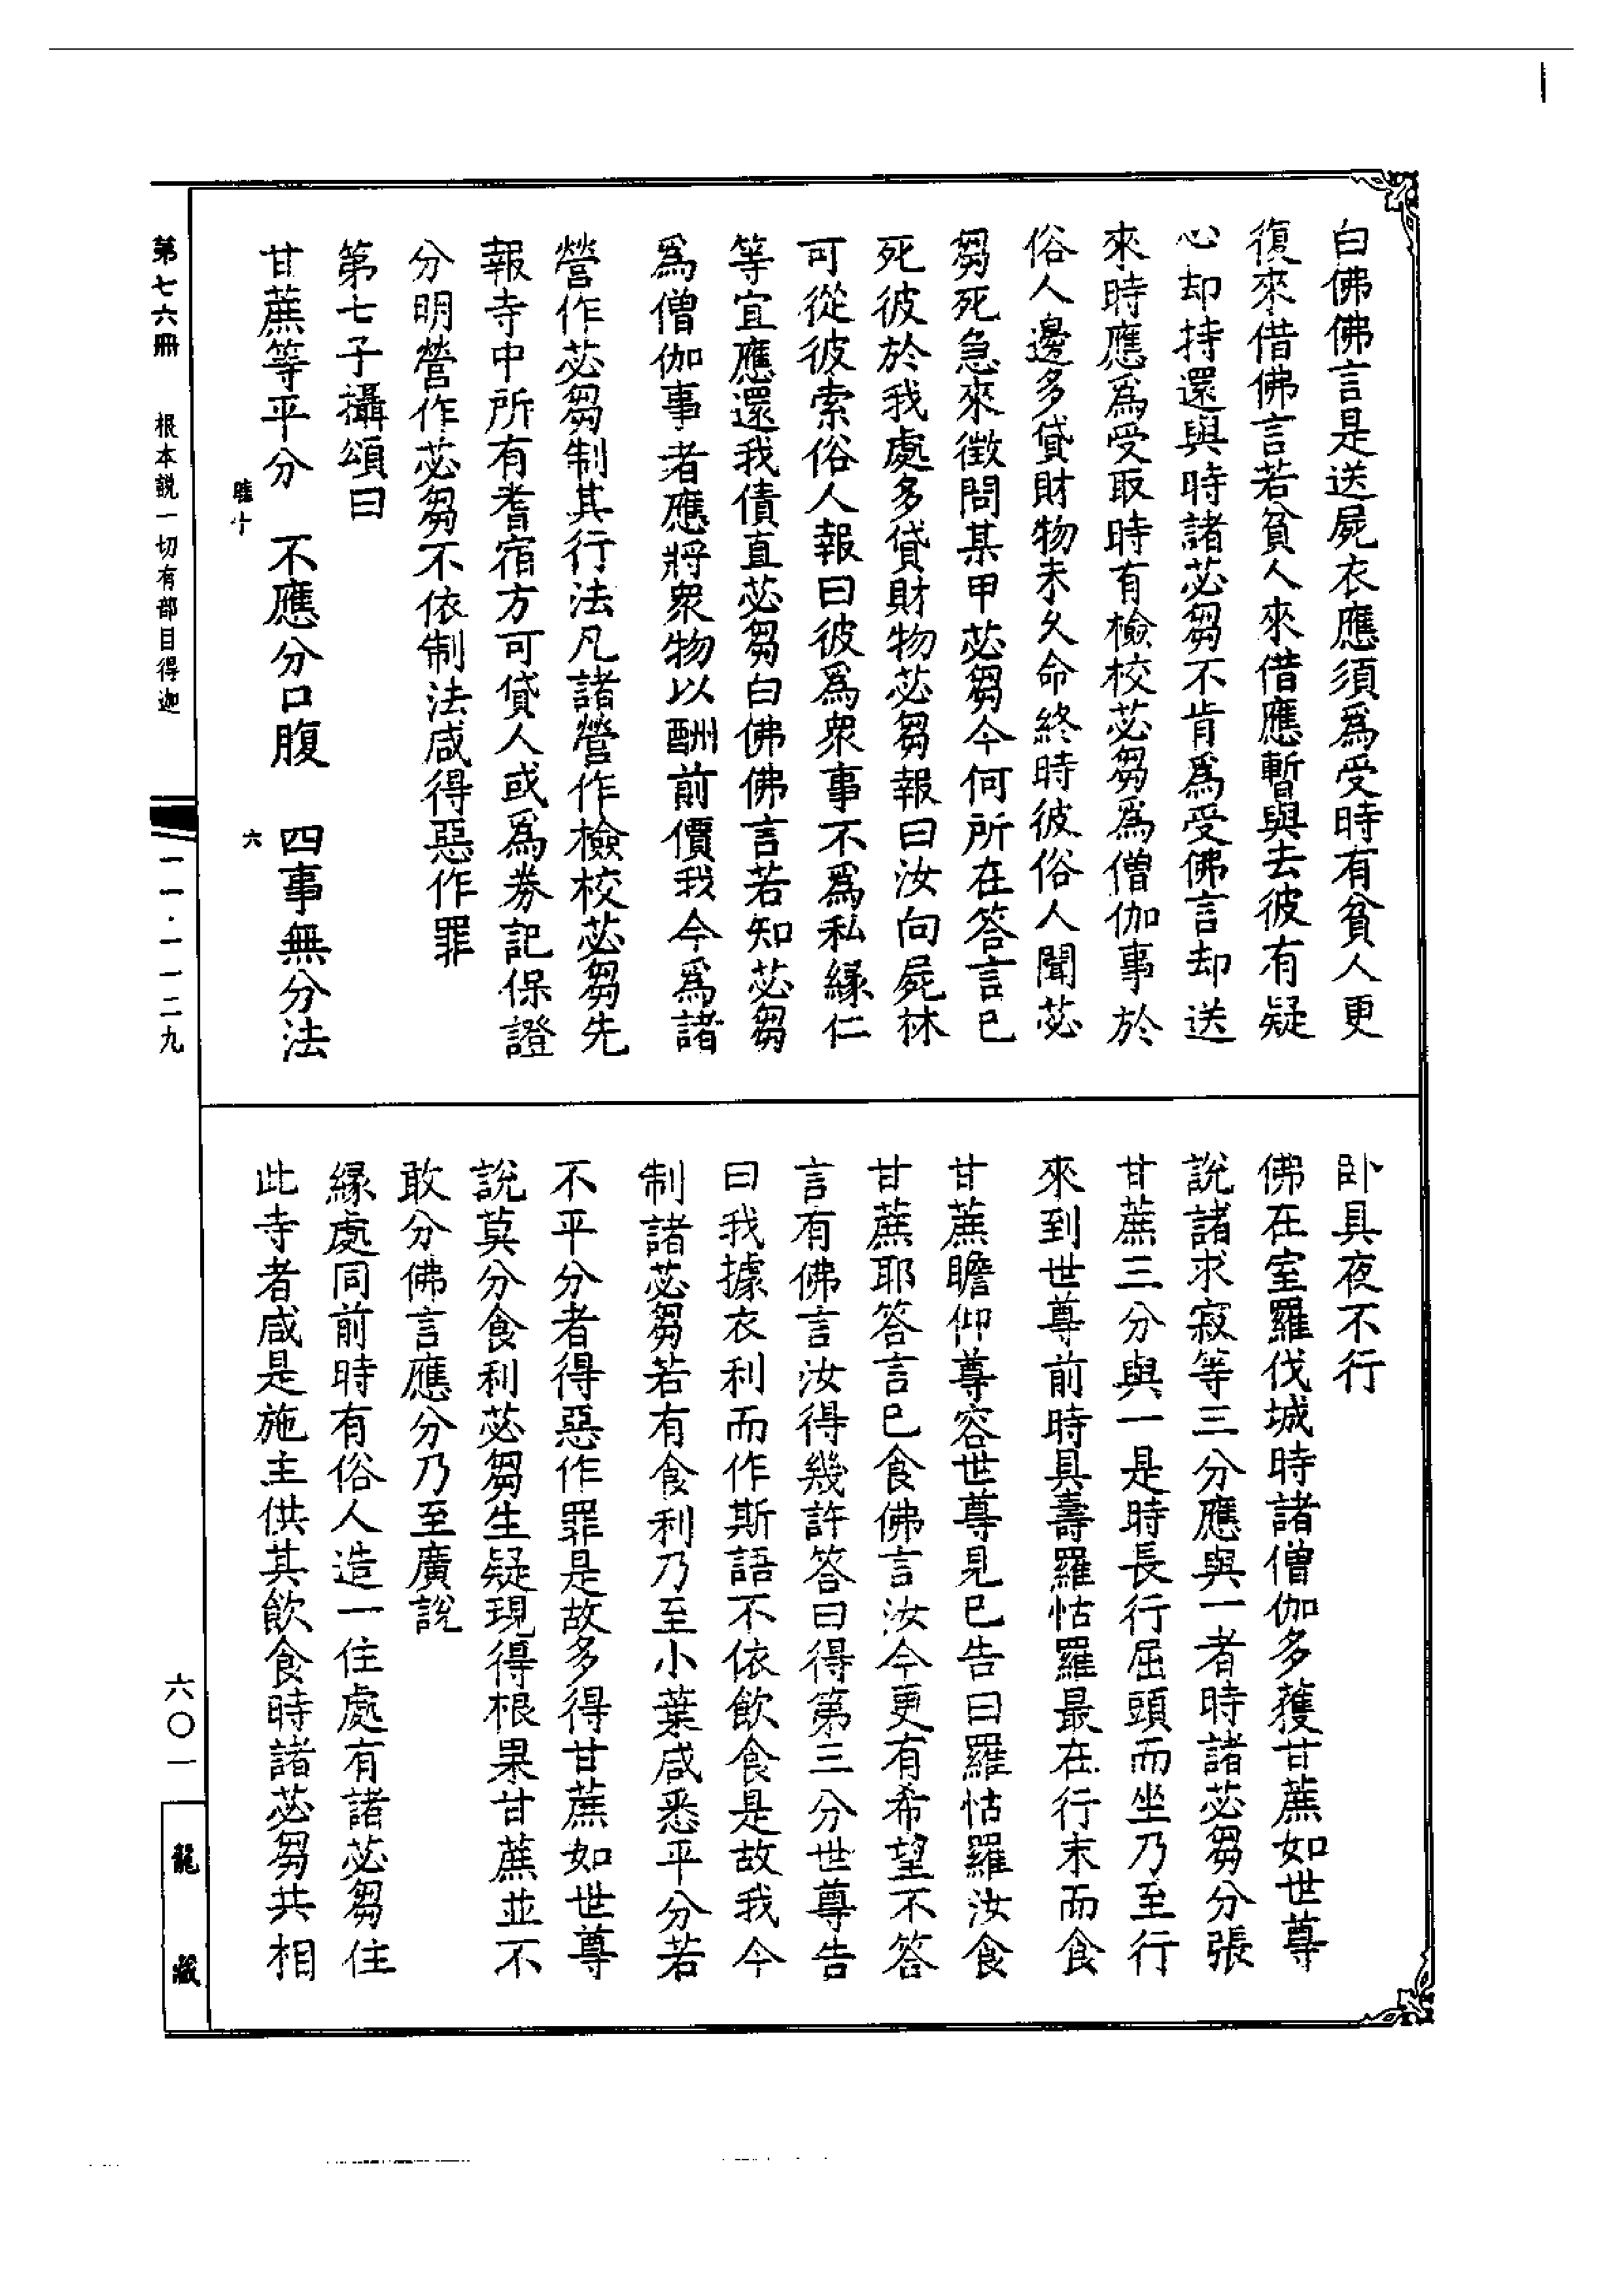 白佛佛言是送屍衣應須爲受時有貧人更
復來借佛言若貧人來借應暫與去彼有疑
心却持還與時諸苾芻不肯爲受佛言却送
來時應爲受取時有檢校苾芻爲僧伽事於
俗人邊多貸財物未久命終時彼俗人聞苾
芻死急來徵問某甲苾芻今何所在答言已
死彼於我處多貸財物苾芻報曰汝向屍林
可從彼索俗人報曰彼爲衆事不爲私緣仁
等宜應還我債直苾芻白佛佛言若知苾芻
爲僧伽事者應將衆物以酬前價我今爲諸
營作苾芻制其行法凡諸營作檢校苾芻先
報寺中所有耆宿方可貸人或爲券記保證
分明營作苾芻不依制法咸得惡作罪
第七子攝頌曰
甘蔗等平分　不應分口腹　四事無分法
臥具夜不行
佛在室羅伐城時諸僧伽多獲甘蔗如世尊
說諸求寂等三分應與一者時諸苾芻分張
甘蔗三分與一是時長行屈頭而坐乃至行
來到世尊前時具壽羅怙羅最在行末而食
甘蔗瞻仰尊容世尊見已告曰羅怙羅汝食
甘蔗耶答言已食佛言汝今更有希望不答
言有佛言汝得幾許答曰得第三分世尊告
曰我據衣利而作斯語不依飲食是故我今
制諸苾芻若有食利乃至小葉咸悉平分若
不平分者得惡作罪是故多得甘蔗如世尊
說莫分食利苾芻生疑現得根果甘蔗並不
敢分佛言應分乃至廣說
緣處同前時有俗人造一住處有諸苾芻住
此寺者咸是施主供其飲食時諸苾芻共相
第七六冊　根本說一切有部目得迦
一一·一一二九
六〇一
龍藏
十
六